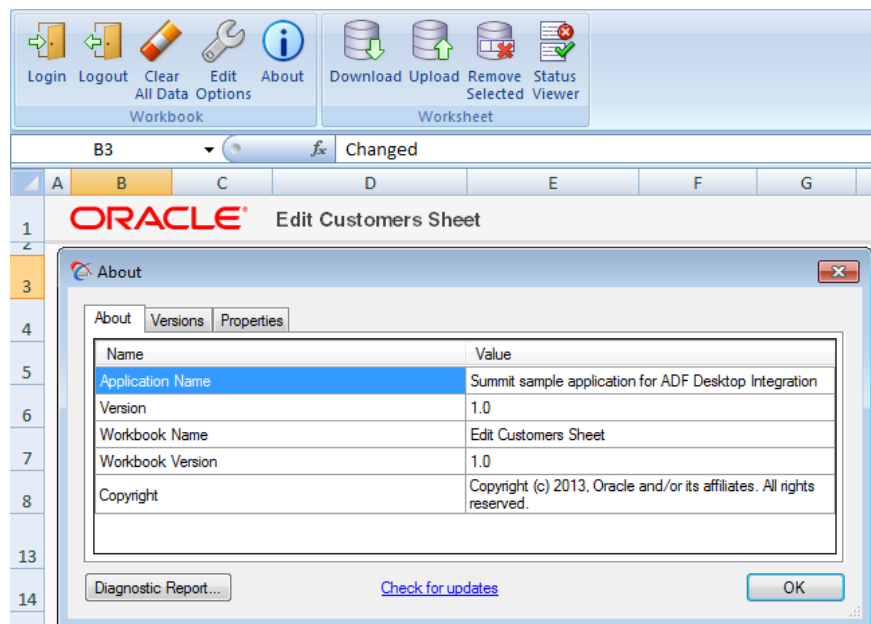 Login Logout Clear All Data Edit Options About Download Upload Remove Selected Status Viewer
Workbook Worksheet
B3 fx Changed
A B C D E F G
1 ORACLE® Edit Customers Sheet
2
3 About
About Versions Properties
4
Name Value
5 Application Name Summit sample application for ADF Desktop Integration
6 Version 1.0
Workbook Name Edit Customers Sheet
7 Workbook Version 1.0
8 Copyright Copyright (c) 2013, Oracle and/or its affiliates. All rights
reserved.
13
14 Diagnostic Report... Check for updates OK